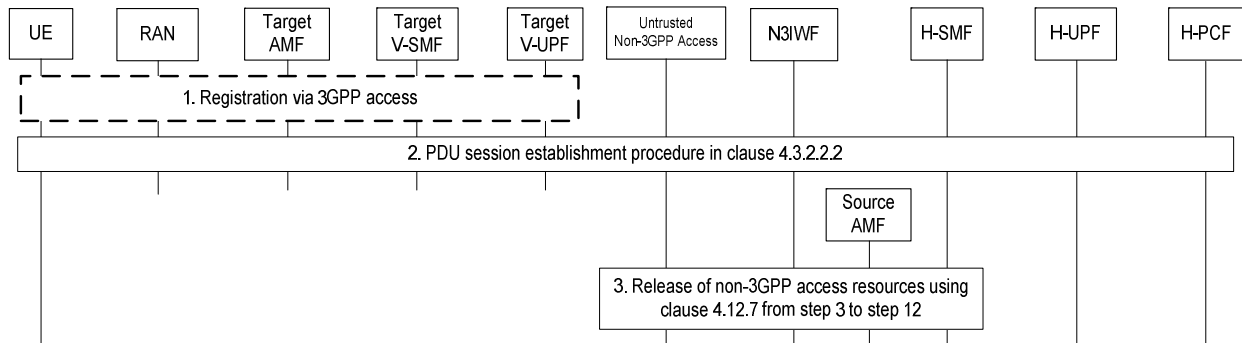 UE
RAN
Target
AMF
Target
V-SMF
Target
V-UPF
Untrusted
Non-3GPP Access
N3IWF
H-SMF
H-UPF
H-PCF
1. Registration via 3GPP access
2. PDU session establishment procedure in clause 4.3.2.2.2
Source
AMF
3. Release of non-3GPP access resources using
clause 4.12.7 from step 3 to step 12